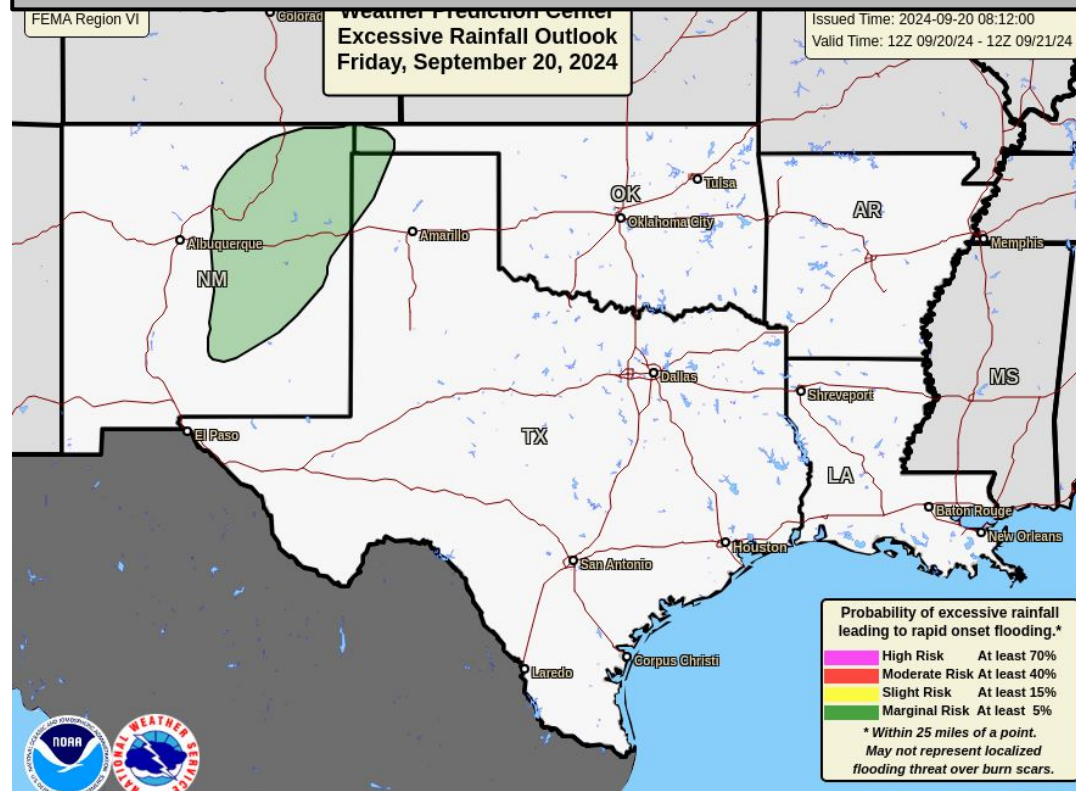 FEMA Region VI
Weather Prediction Center
Excessive Rainfall Outlook
Friday, September 20, 2024
Issued Time: 2024-09-20 08:12:00
Valid Time: 12Z 09/20/24 - 12Z 09/21/24
Colorad
Tulsa
OK
Oklahoma City
AR
Albuquerque
Amarillo
Memphis
NM
Dallas
MS
Shreveport
El Paso
TX
LA
Baton Rouge
New Orleans
Houston
San Antonio
Corpus Christi
Laredo
Probability of excessive rainfall
leading to rapid onset flooding.*
High Risk At least 70%
Moderate Risk At least 40%
Slight Risk At least 15%
Marginal Risk At least 5%
* Within 25 miles of a point.
May not represent localized
flooding threat over burn scars.
NOAA
NATIONAL WEATHER SERVICE